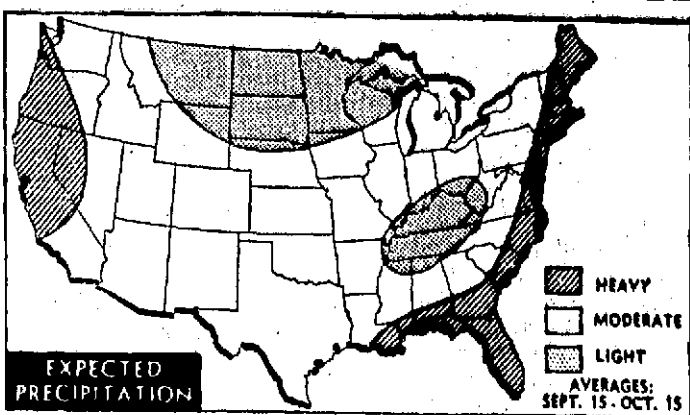 HEAVY
MODERATE
LIGHT
AVERAGES:
SEPT. 15 - OCT. 15
EXPECTED
PRECIPITATION